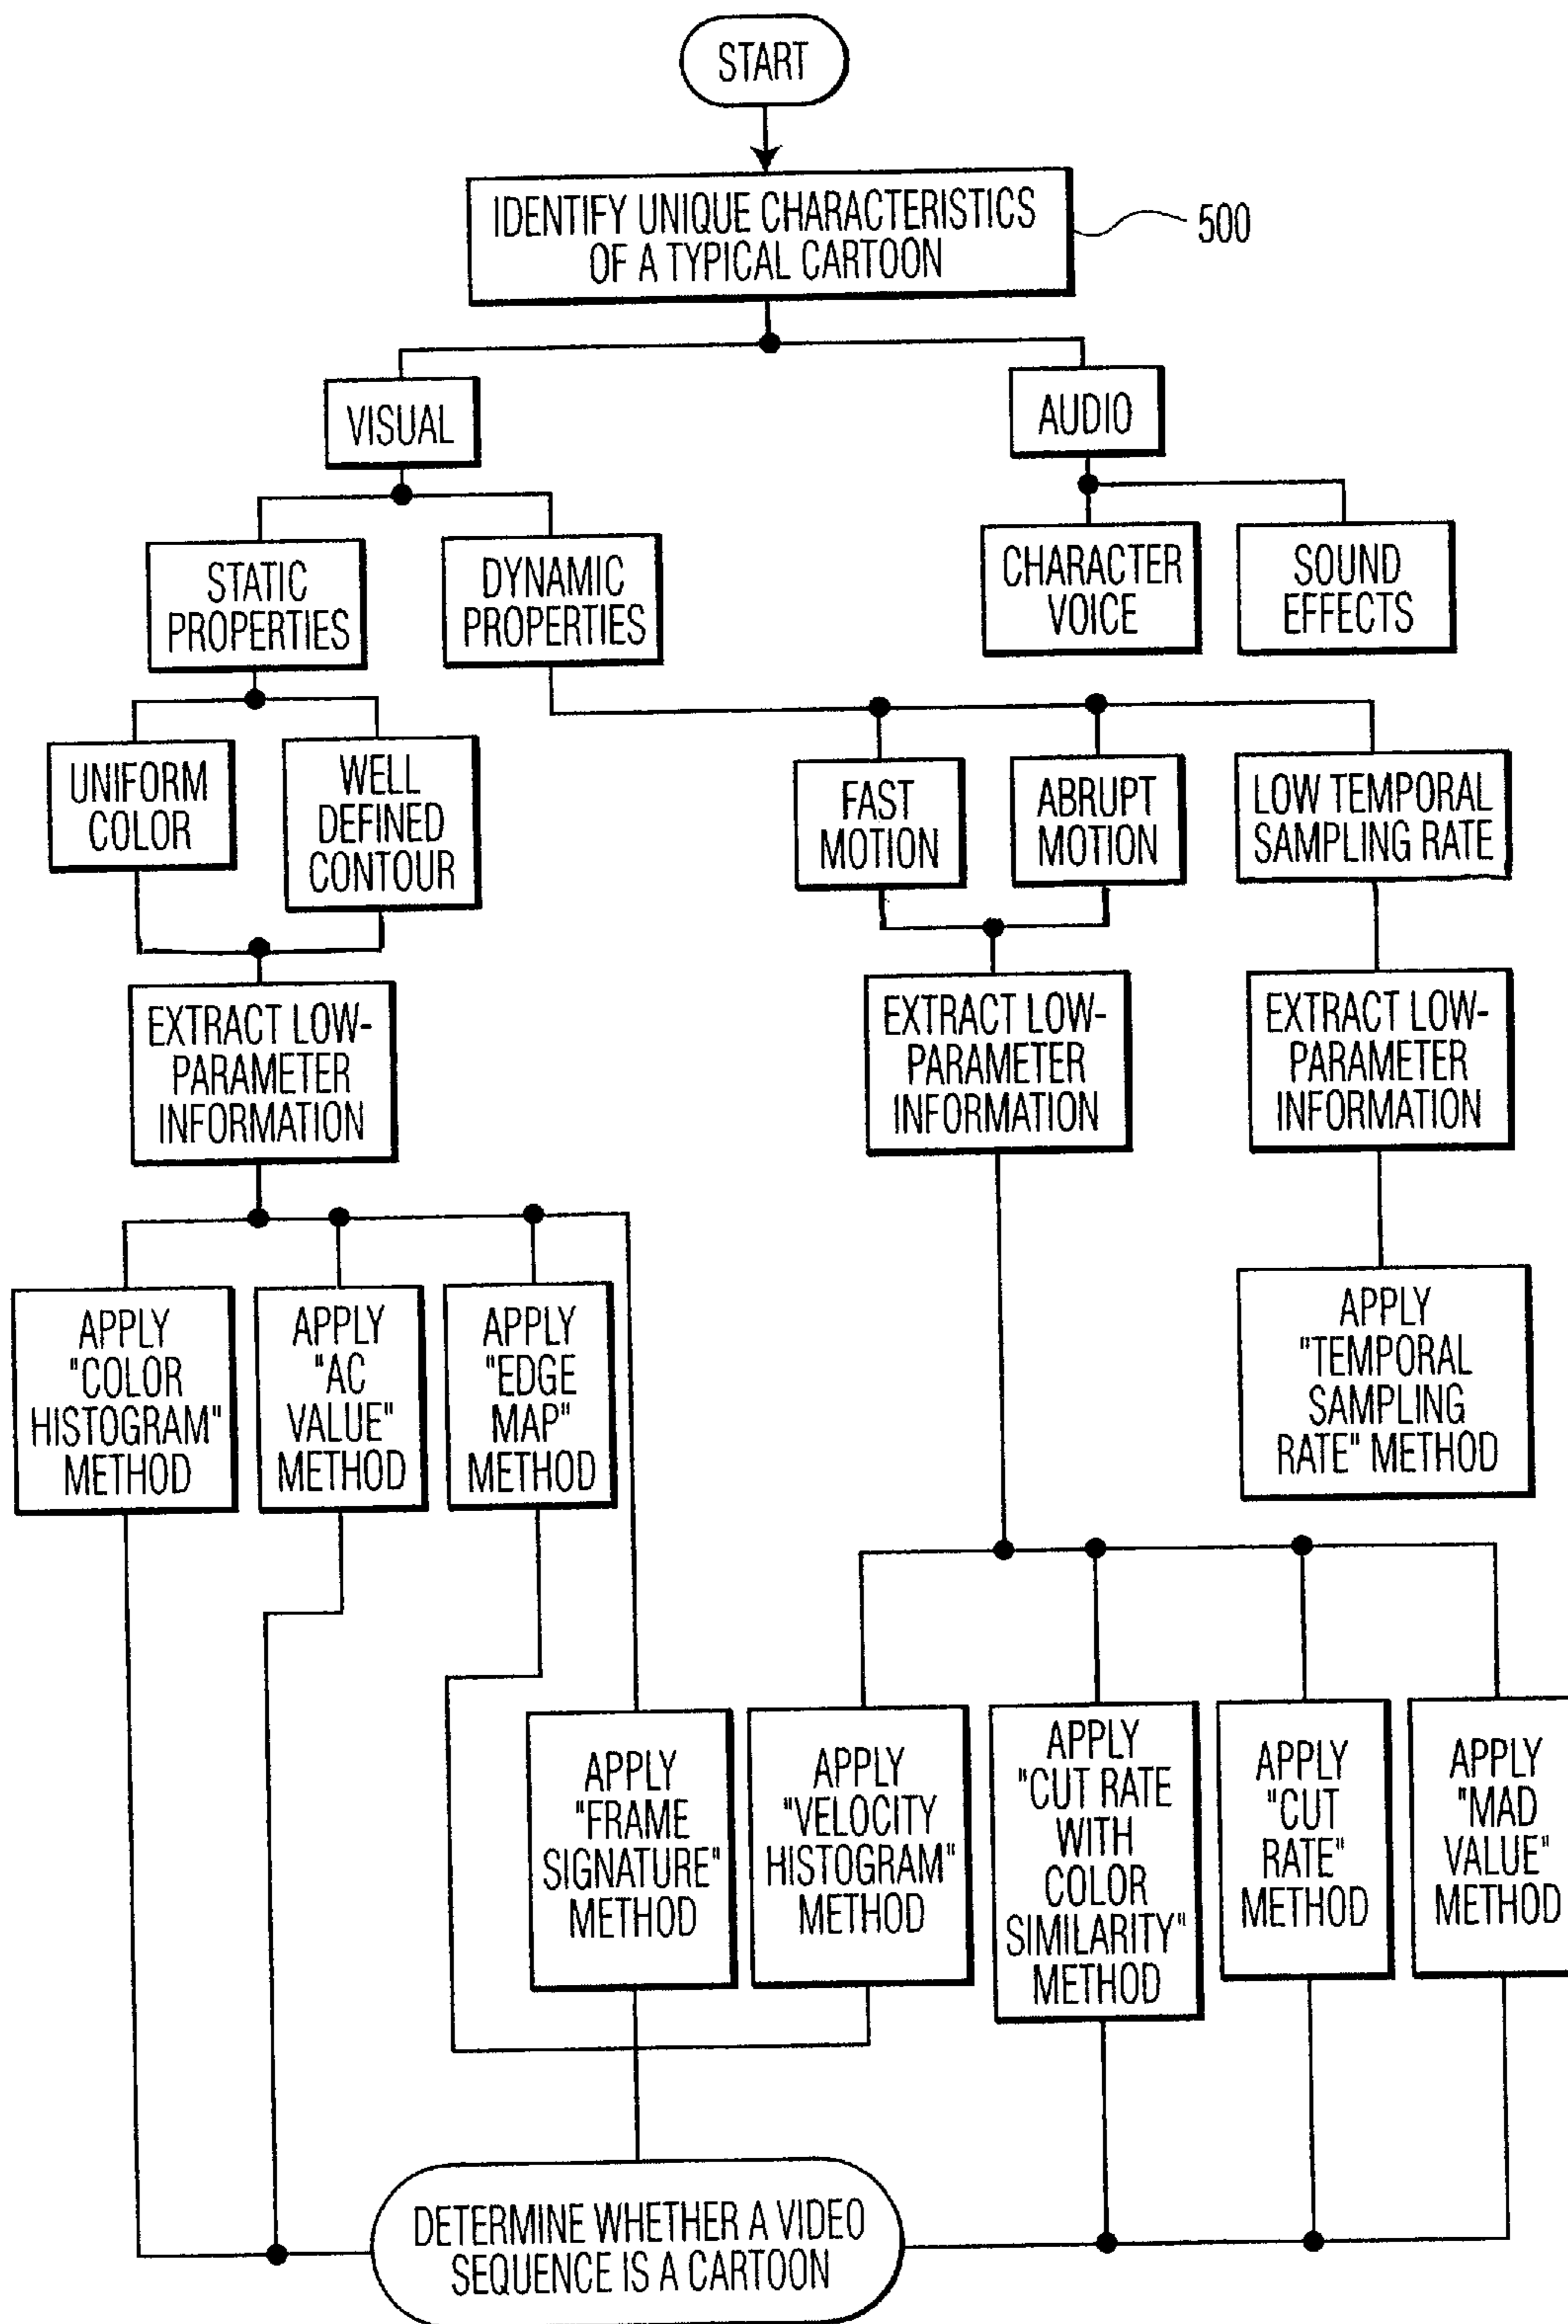 START
IDENTIFY UNIQUE CHARACTERISTICS
OF A TYPICAL CARTOON
500
VISUAL
AUDIO
STATIC
PROPERTIES
DYNAMIC
PROPERTIES
CHARACTER
VOICE
SOUND
EFFECTS
UNIFORM
COLOR
WELL
DEFINED
CONTOUR
FAST
MOTION
ABRUPT
MOTION
LOW TEMPORAL
SAMPLING RATE
EXTRACT LOW-
PARAMETER
INFORMATION
EXTRACT LOW-
PARAMETER
INFORMATION
EXTRACT LOW-
PARAMETER
INFORMATION
APPLY
"COLOR
HISTOGRAM"
METHOD
APPLY
"AC
VALUE"
METHOD
APPLY
"EDGE
MAP"
METHOD
APPLY
"TEMPORAL
SAMPLING
RATE" METHOD
APPLY
"FRAME
SIGNATURE"
METHOD
APPLY
"VELOCITY
HISTOGRAM"
METHOD
APPLY
"CUT RATE
WITH
COLOR
SIMILARITY"
METHOD
APPLY
"CUT
RATE"
METHOD
APPLY
"MAD
VALUE"
METHOD
DETERMINE WHETHER A VIDEO
SEQUENCE IS A CARTOON